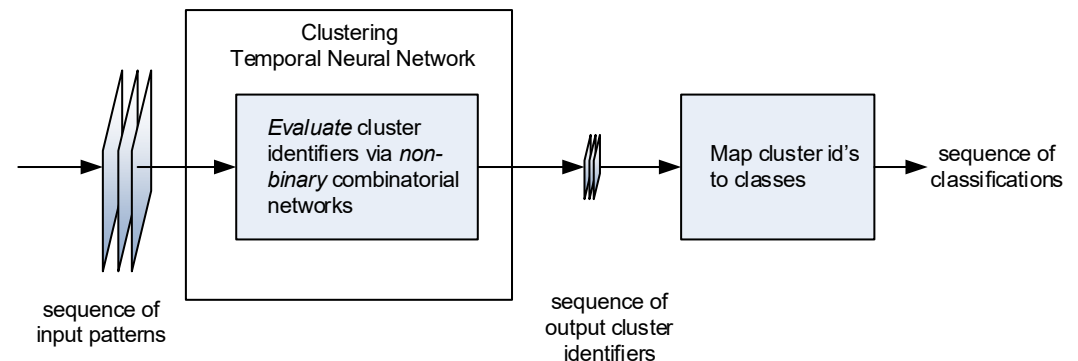 Clustering
Temporal Neural Network
Evaluate cluster
identifiers via non-
binary combinatorial
networks
Map cluster id's
to classes
sequence of
classifications
sequence of
input patterns
sequence of
output cluster
identifiers